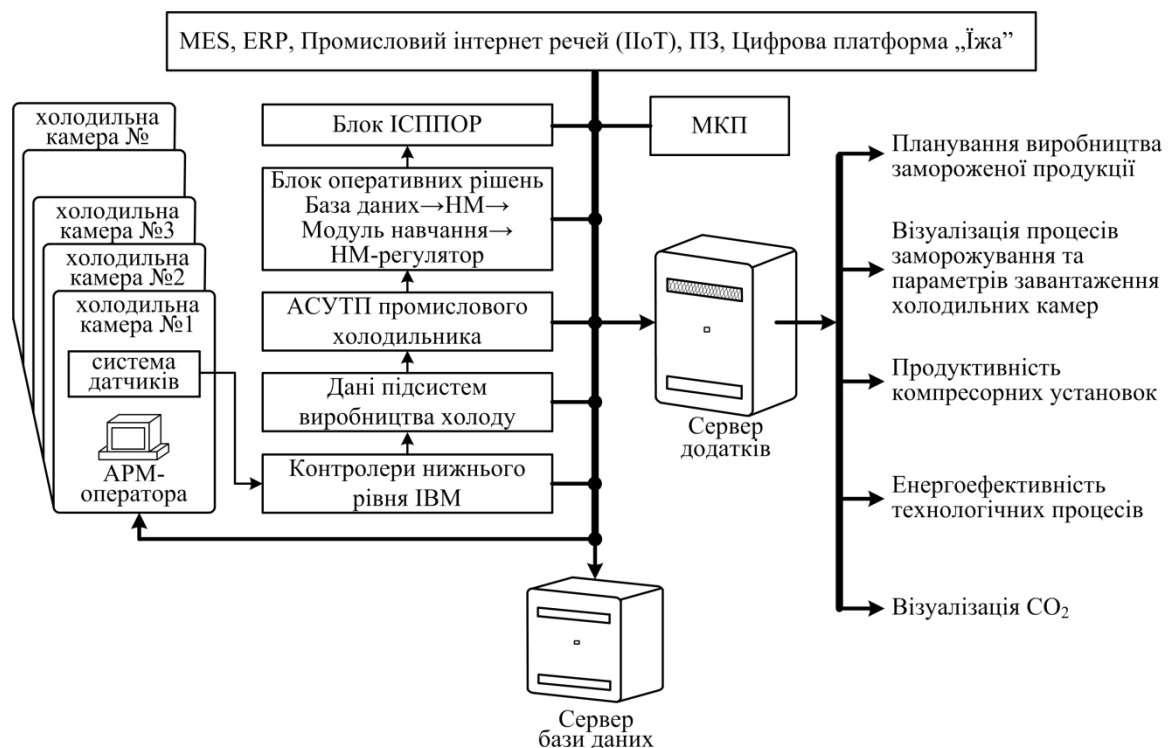 MES, ERP, Промисловий інтернет речей (IIoT), ПЗ, Цифрова платформа „Їжа”
холодильна
камера №
холодильна
камера №3
холодильна
камера №2
холодильна
камера №1
система
датчиків
АРМ-
оператора
Блок ІСППОР
Блок оперативних рішень
База даних→НМ→
Модуль навчання→
НМ-регулятор
АСУТП промислового
холодильника
Дані підсистем
виробництва холоду
Контролери нижнього
рівня ІВМ
МКП
Сервер
додатків
Сервер
бази даних
Планування виробництва
замороженої продукції
Візуалізація процесів
заморожування та
параметрів завантаження
холодильних камер
Продуктивність
компресорних установок
Енергоефективність
технологічних процесів
Візуалізація CO₂